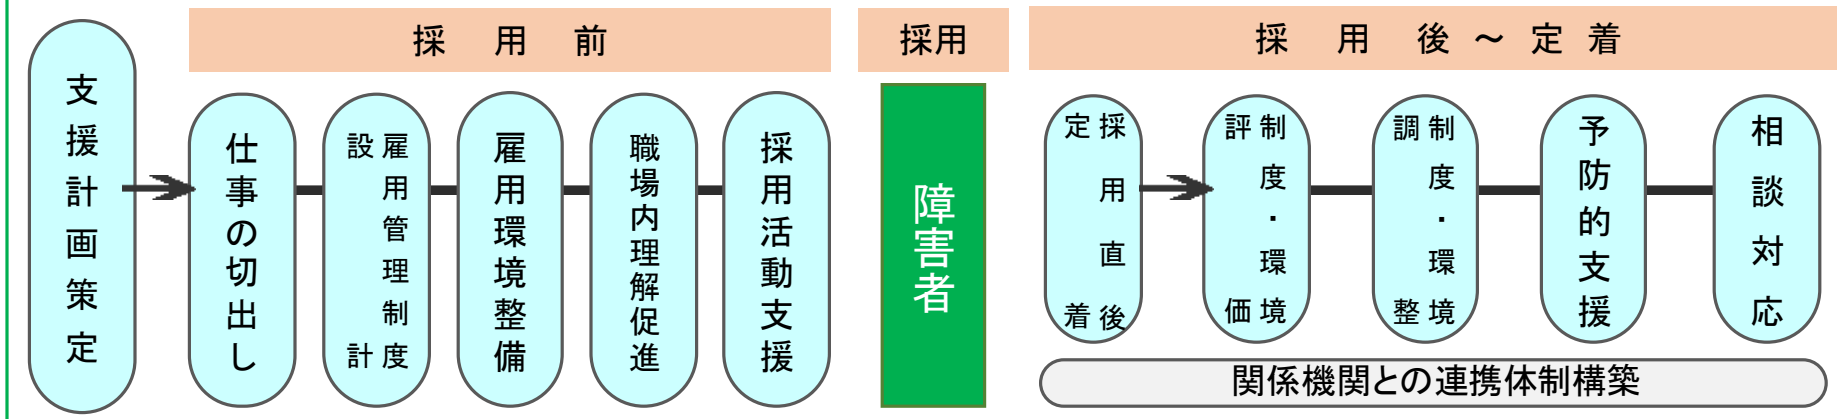 支援計画策定
採用前
仕事の切出し
雇用管理制度
設計
雇用環境整備
職場内理解促進
採用活動支援
採用
障害者
採用後～定着
採用直後
定着
制度・環境
評価
制度・環境
調整
予防的支援
相談対応
関係機関との連携体制構築